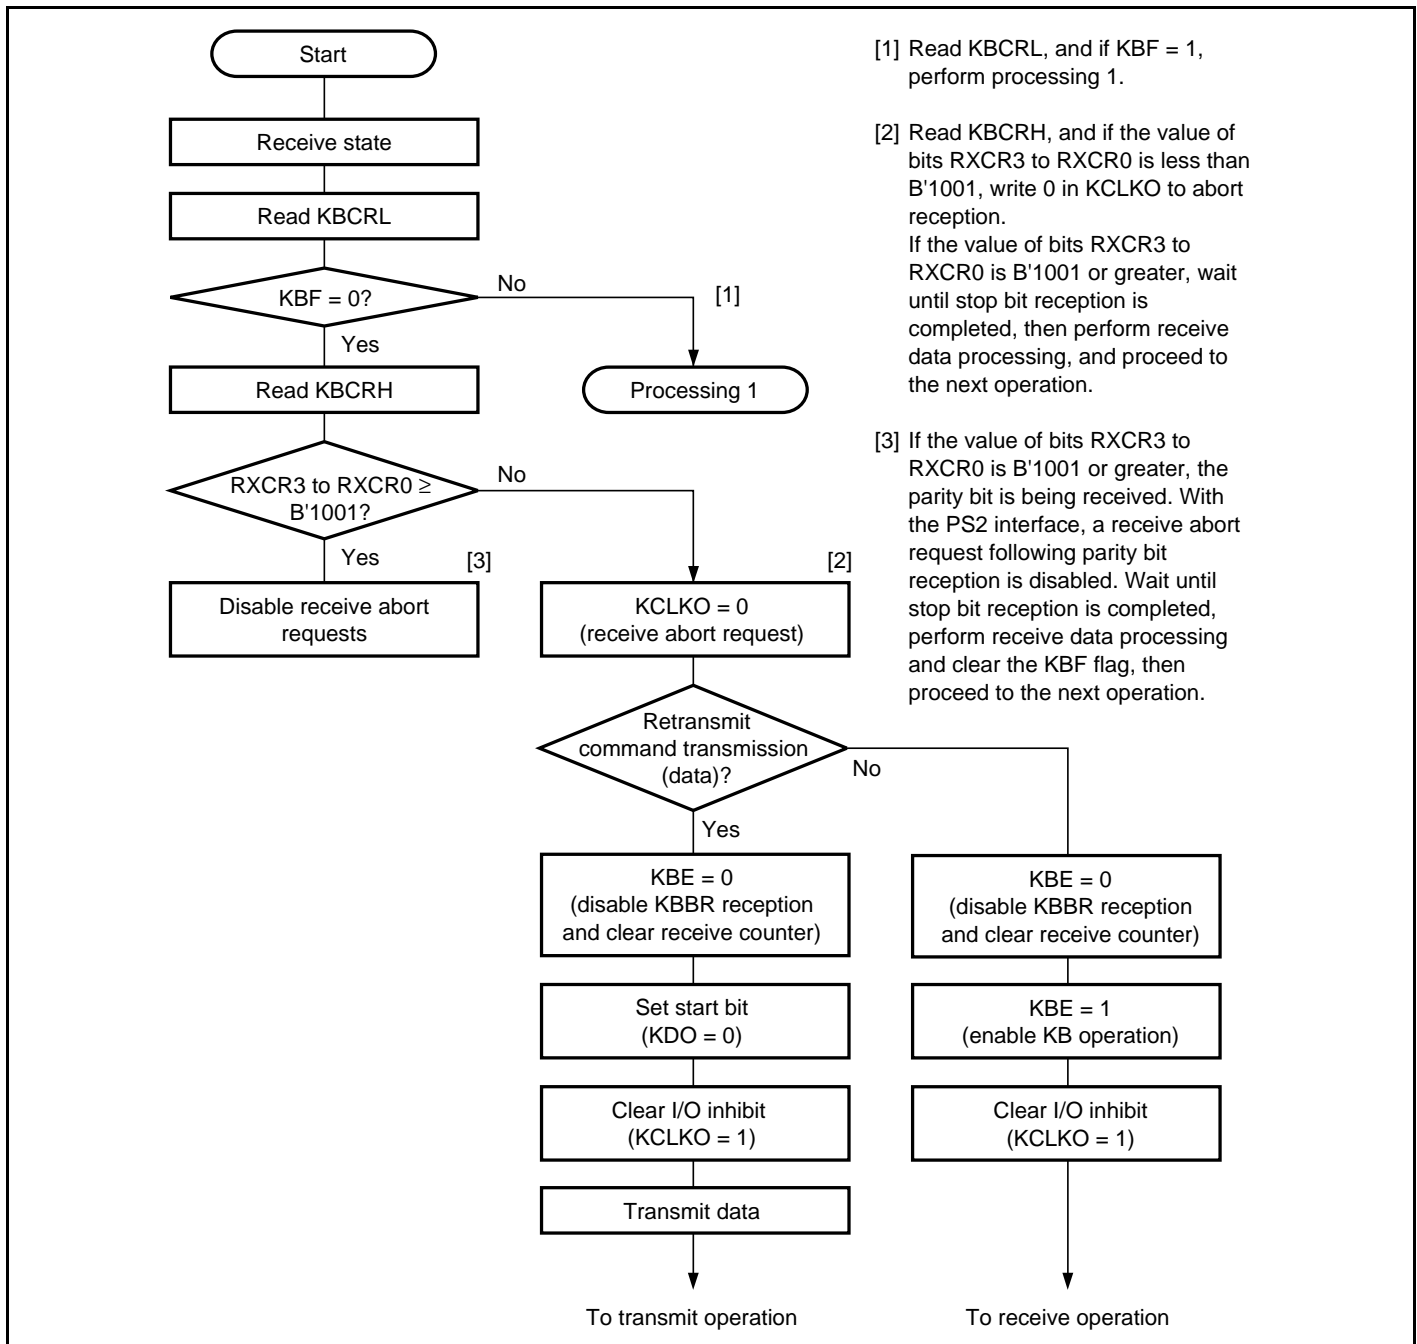 Start
Receive state
Read KBCRL
KBF = 0?
No
[1]
Yes
Processing 1
Read KBCRH
RXCR3 to RXCR0 ≥
B'1001?
No
Yes
[3]
[2]
Disable receive abort
requests
KCLKO = 0
(receive abort request)
Retransmit
command transmission
(data)?
No
Yes
KBE = 0
(disable KBBR reception
and clear receive counter)
Set start bit
(KDO = 0)
Clear I/O inhibit
(KCLKO = 1)
Transmit data
To transmit operation
KBE = 0
(disable KBBR reception
and clear receive counter)
KBE = 1
(enable KB operation)
Clear I/O inhibit
(KCLKO = 1)
To receive operation
[1] Read KBCRL, and if KBF = 1,
perform processing 1.
[2] Read KBCRH, and if the value of
bits RXCR3 to RXCR0 is less than
B'1001, write 0 in KCLKO to abort
reception.
If the value of bits RXCR3 to
RXCR0 is B'1001 or greater, wait
until stop bit reception is
completed, then perform receive
data processing, and proceed to
the next operation.
[3] If the value of bits RXCR3 to
RXCR0 is B'1001 or greater, the
parity bit is being received. With
the PS2 interface, a receive abort
request following parity bit
reception is disabled. Wait until
stop bit reception is completed,
perform receive data processing
and clear the KBF flag, then
proceed to the next operation.